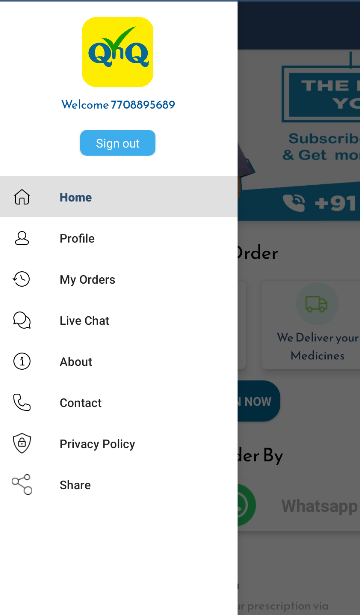 QnQ
Welcome 7708895689
Sign out
Home
Profile
My Orders
Live Chat
About
Contact
Privacy Policy
Share
THE
Subscrib
& Get mo
+91
Order
We Deliver your
Medicines
N NOW
der By
Whatsapp
ur prescription via